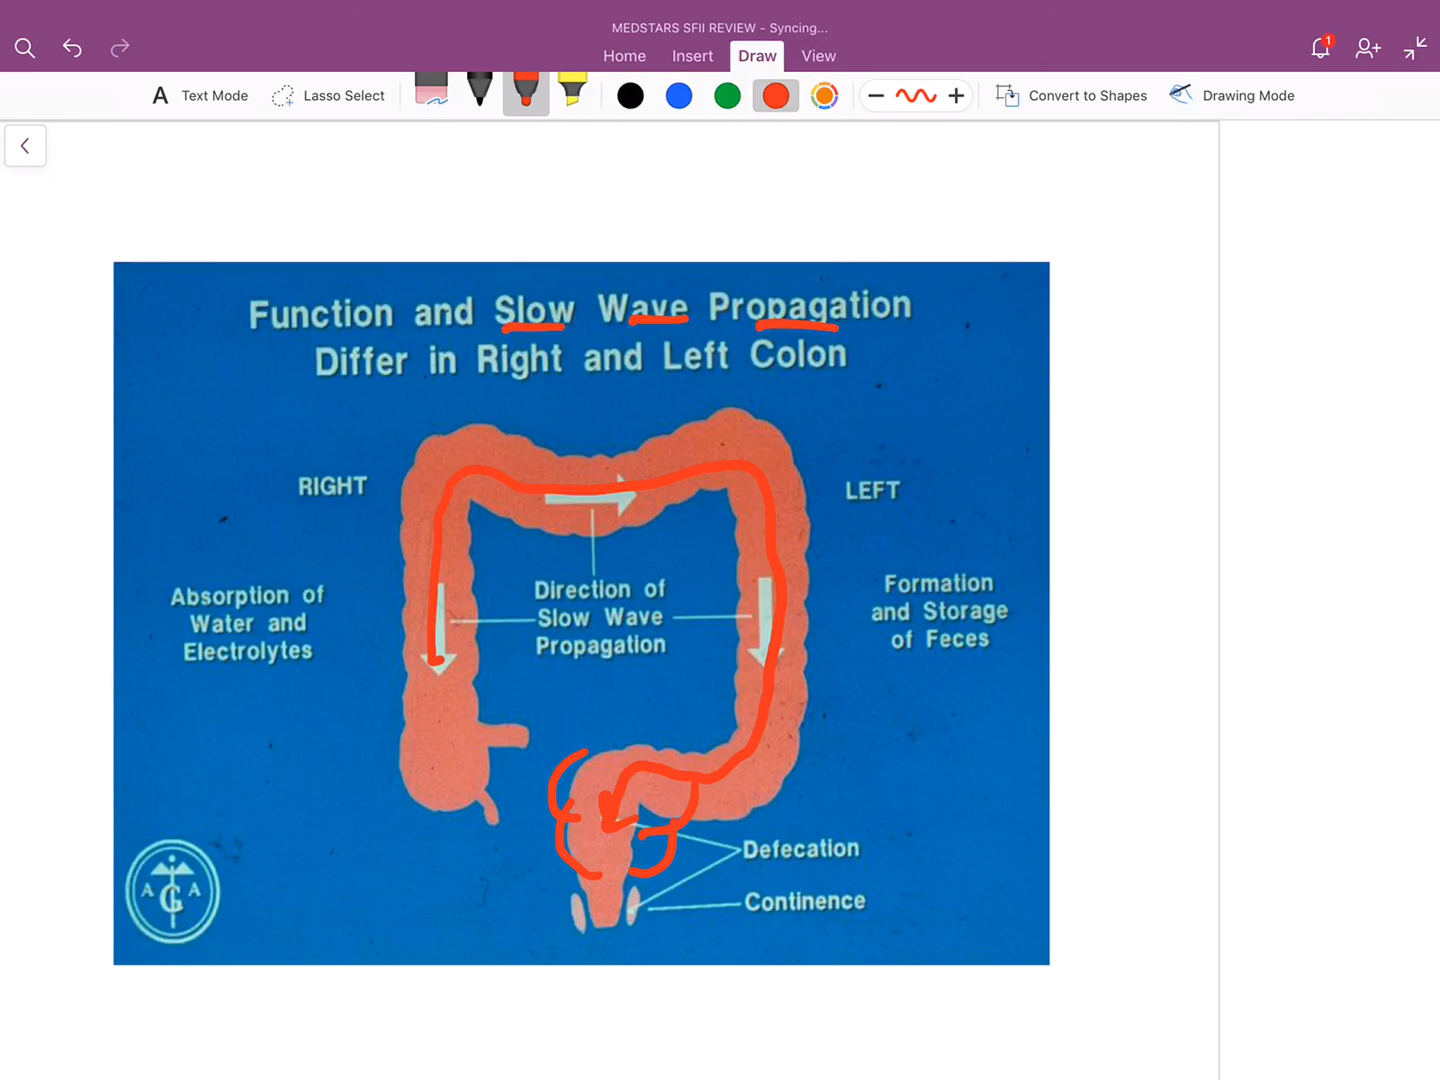 MEDSTARS SFII REVIEW - Syncing...
Home Insert Draw View
1
A Text Mode Lasso Select Convert to Shapes Drawing Mode
Function and Slow Wave Propagation
Differ in Right and Left Colon
RIGHT
LEFT
Absorption of
Water and
Electrolytes
Direction of
Slow Wave
Propagation
Formation
and Storage
of Feces
Defecation
Continence
A G A